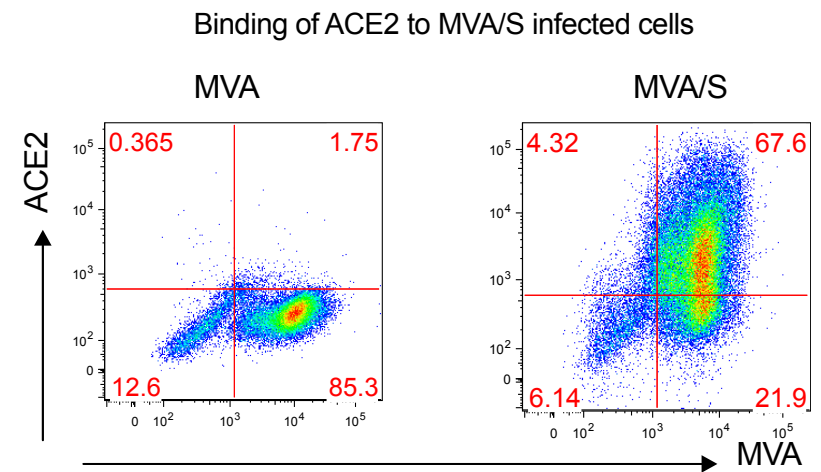 Binding of ACE2 to MVA/S infected cells
MVA
MVA/S
ACE2
0.365 1.75
12.6 85.3
10^5
10^4
10^3
10^2
0
0 10^2 10^3 10^4 10^5
4.32 67.6
6.14 21.9
10^5
10^4
10^3
10^2
0
0 10^2 10^3 10^4 10^5
MVA